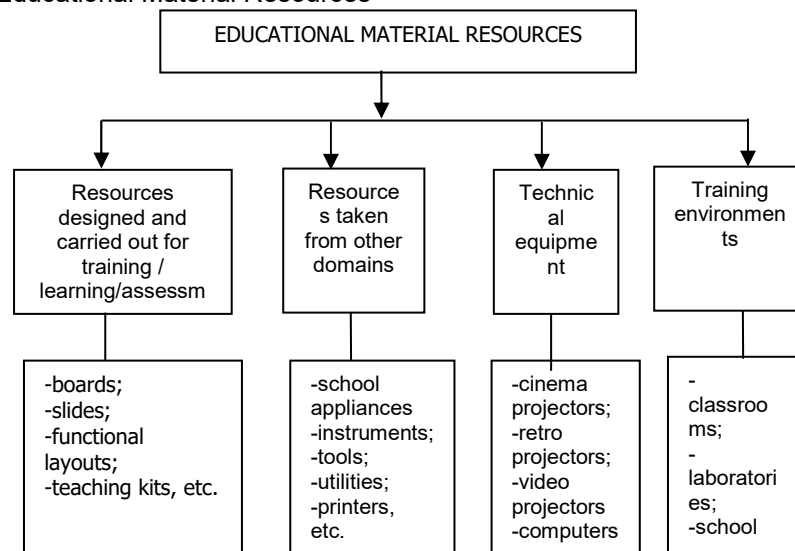 Educational Material Resources
EDUCATIONAL MATERIAL RESOURCES
Resources
designed and
carried out for
training /
learning/assessm
Resource
s taken
from other
domains
Technic
al
equipme
nt
Training
environmen
ts
-boards;
-slides;
-functional
layouts;
-teaching kits, etc.
-school
appliances
-instruments;
-tools;
-utilities;
-printers,
etc.
-cinema
projectors;
-retro
projectors;
-video
projectors
-computers
-
classroo
ms;
-
laboratori
es;
-school